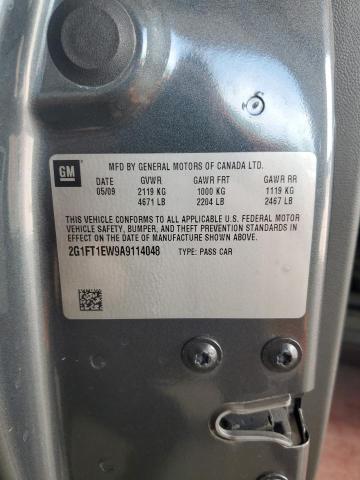 GM
MFD BY GENERAL MOTORS OF CANADA LTD.
DATE GVWR GAWR FRT GAWR RR
05/09 2119 KG 1000 KG 1119 KG
4671 LB 2204 LB 2467 LB
THIS VEHICLE CONFORMS TO ALL APPLICABLE U.S. FEDERAL MOTOR
VEHICLE SAFETY, BUMPER, AND THEFT PREVENTION STANDARDS IN
EFFECT ON THE DATE OF MANUFACTURE SHOWN ABOVE.
2G1FT1EW9A9114048 TYPE: PASS CAR